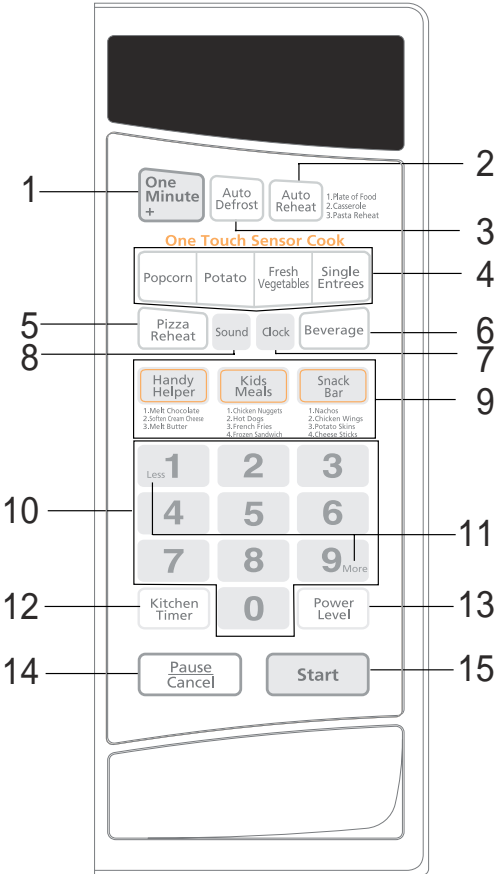 1
One
Minute
+
Auto
Defrost
Auto
Reheat
1.Plate of Food
2.Casserole
3.Pasta Reheat
2
3
One Touch Sensor Cook
Popcorn
Potato
Fresh
Vegetables
Single
Entrees
4
5
Pizza
Reheat
Sound
Clock
Beverage
6
8
7
Handy
Helper
1.Melt Chocolate
2.Soften Cream Cheese
3.Melt Butter
Kids
Meals
1.Chicken Nuggets
2.Hot Dogs
3.French Fries
4.Frozen Sandwich
Snack
Bar
1.Nachos
2.Chicken Wings
3.Potato Skins
4.Cheese Sticks
9
Less 1 2 3
10
4 5 6
11
7 8 9 More
12
Kitchen
Timer
0
Power
Level
13
14
Pause
Cancel
Start
15